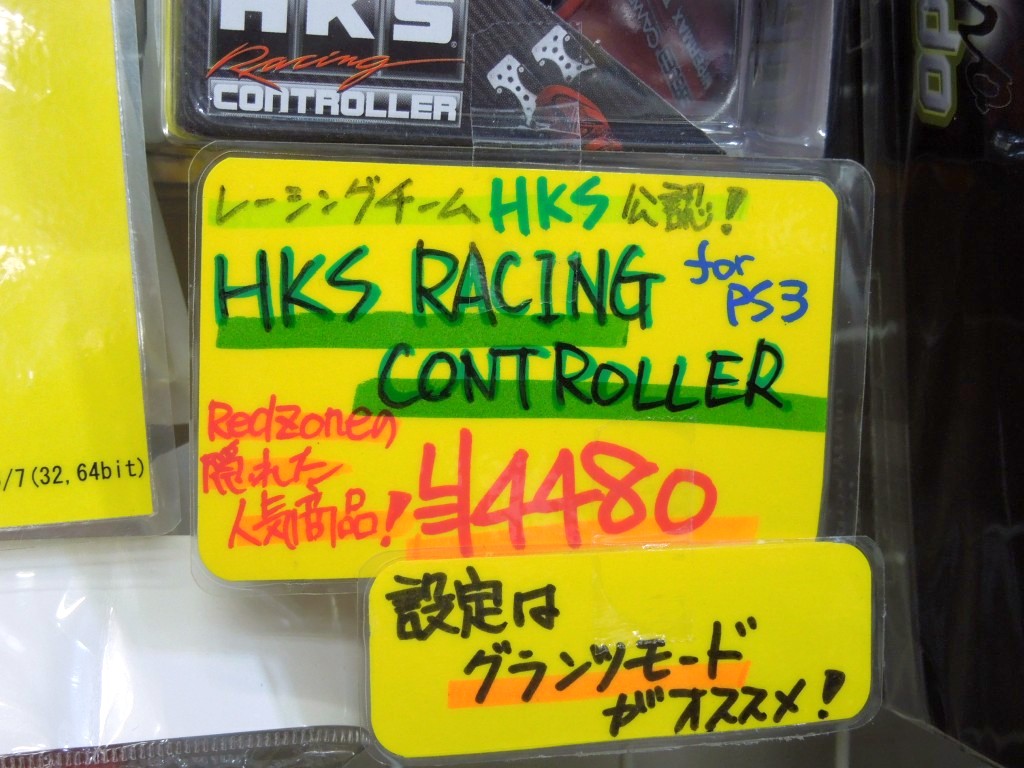 HKS
Racing
CONTROLLER
OP
レーシングチームHKS公認!
HKS RACING for PS3
CONTROLLER
Redzoneの
隠れた
人気商品!
¥4480
/7(32,64bit)
設定は
グランツモード
がオススメ!